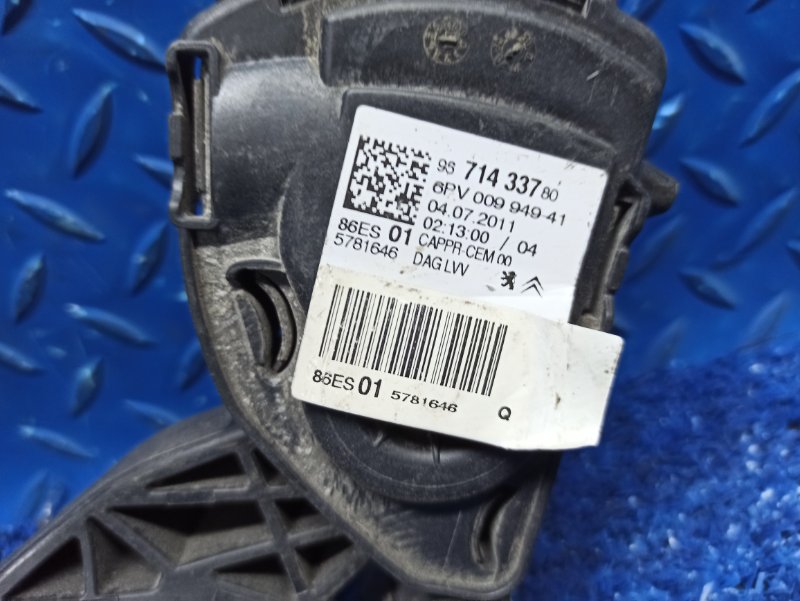 96 714 337 80
6PV 009 949-41
04.07.2011
02:13:00 / 04
86ES 01 CAPPR-CEM 00
5781646 DAG LVV
86ES 01 5781646 Q